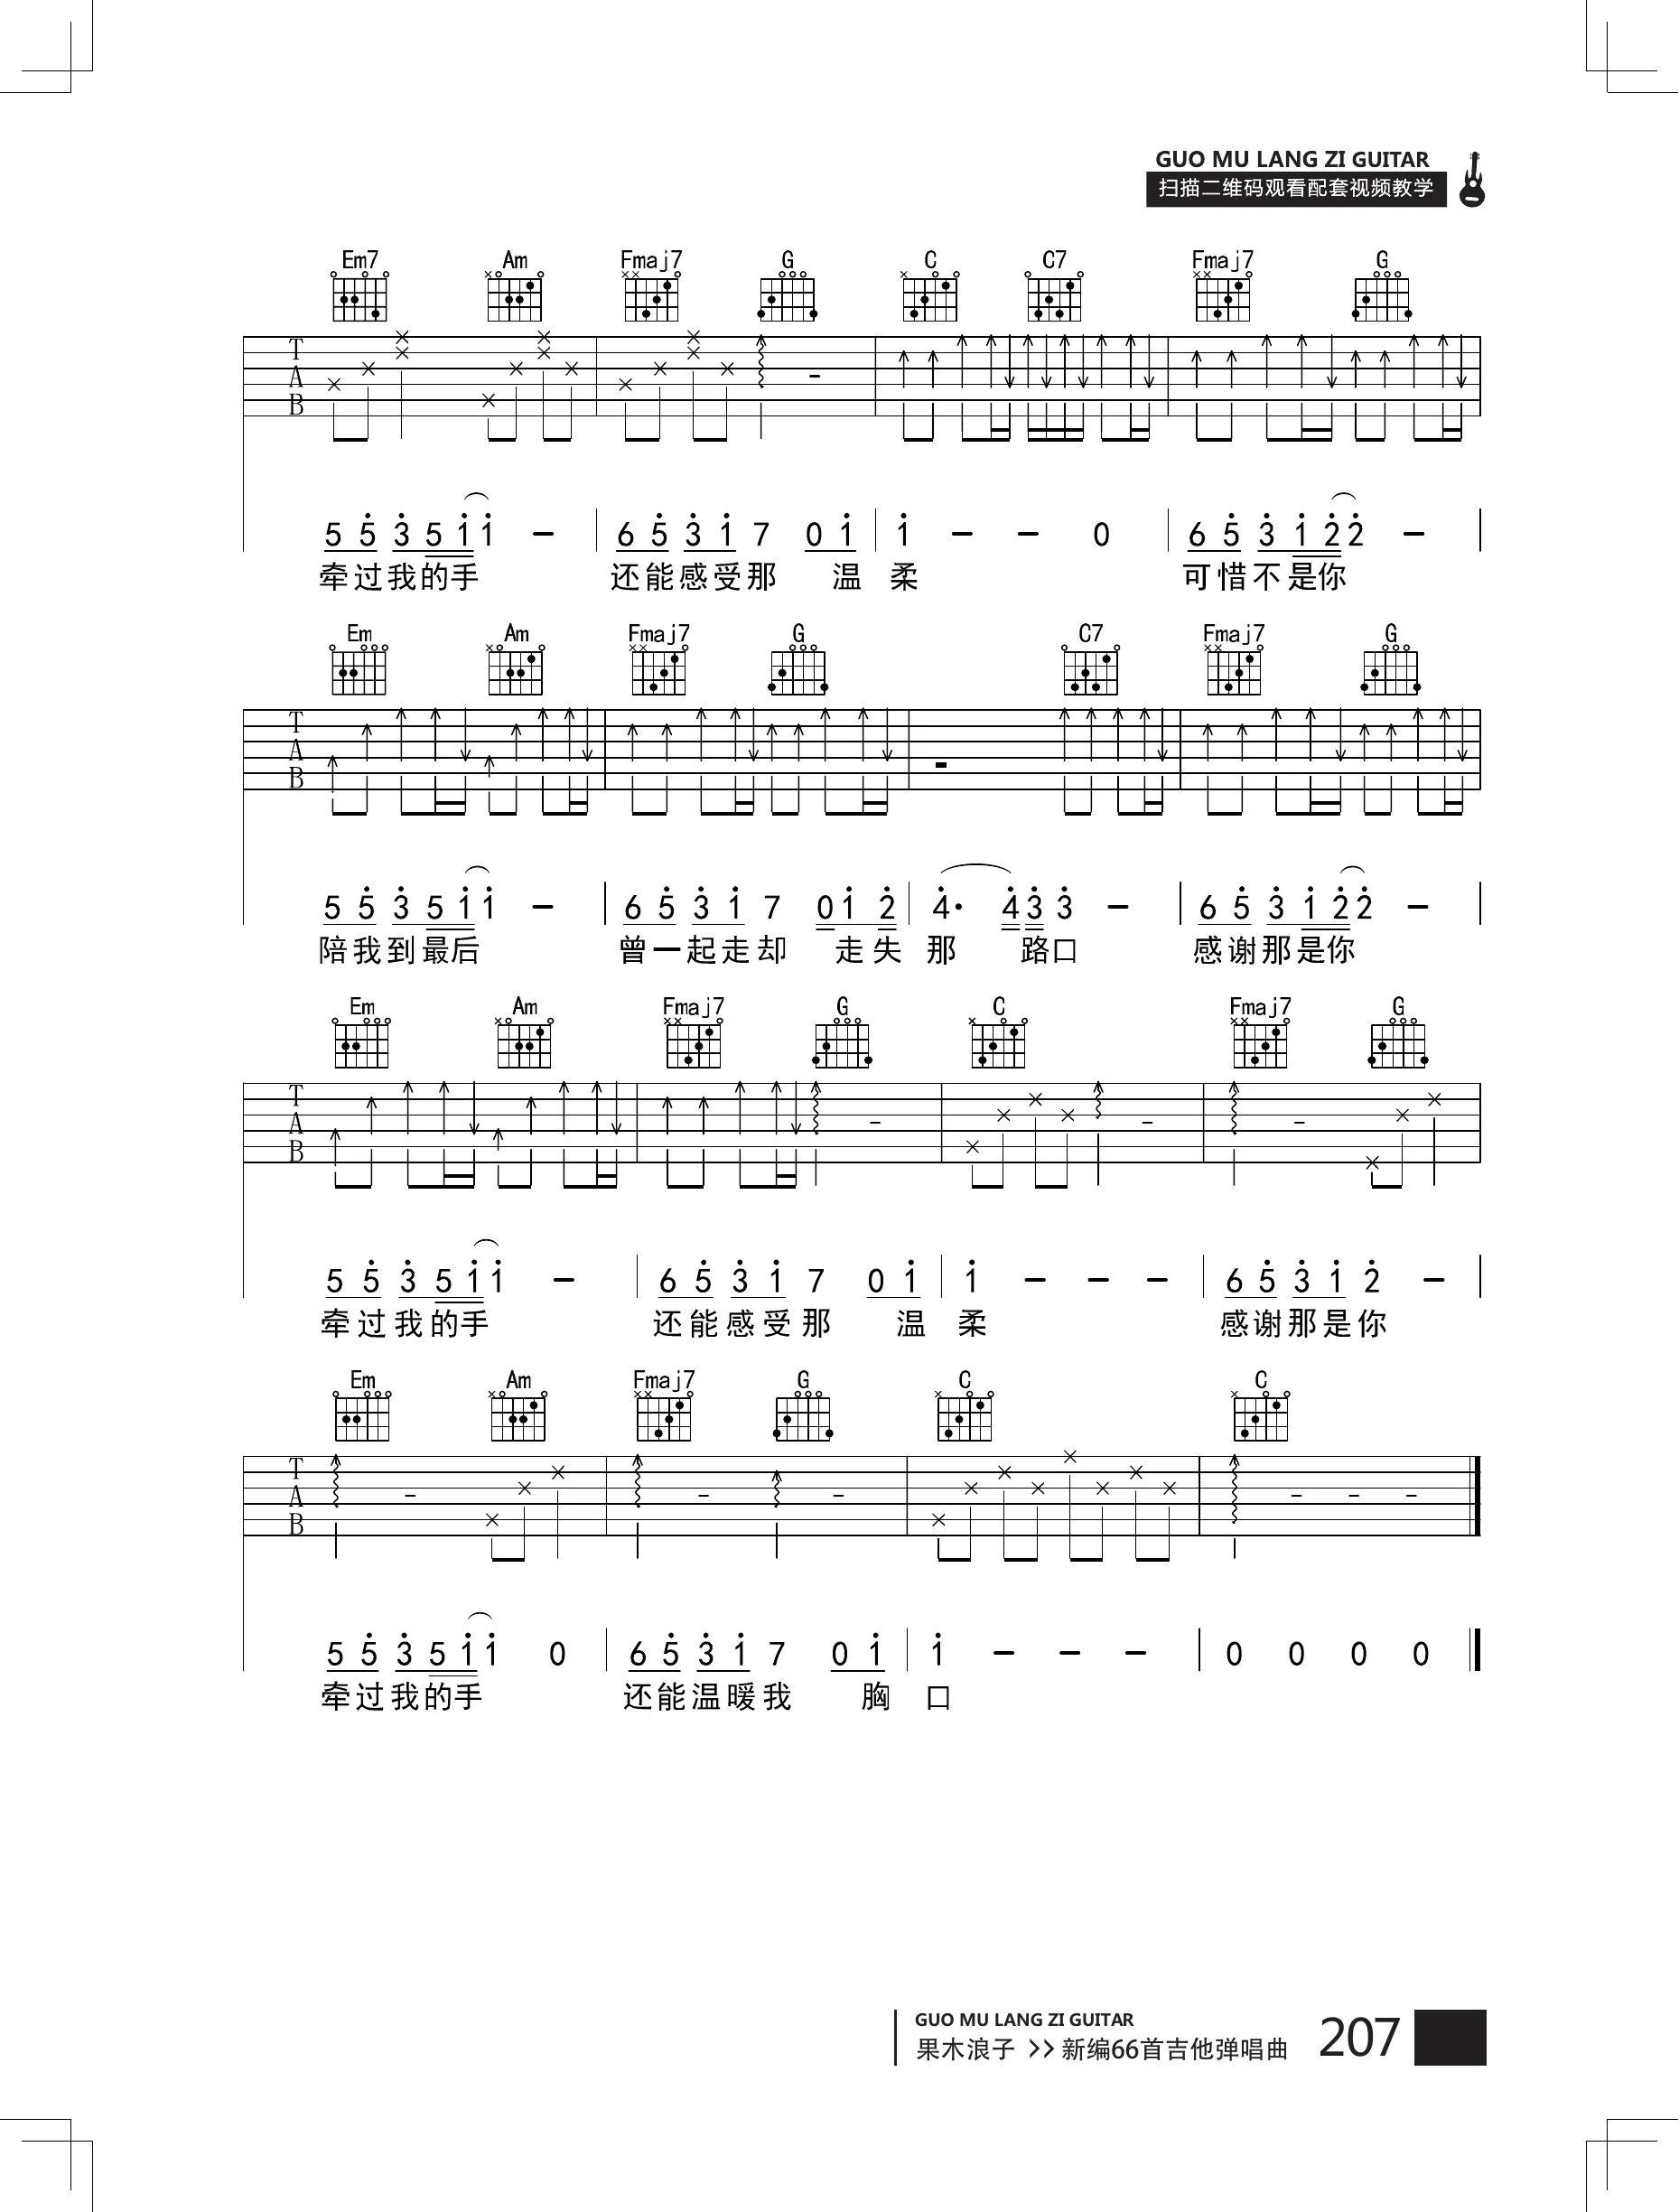 GUO MU LANG ZI GUITAR
扫描二维码观看配套视频教学
Em7 Am Fmaj7 G C C7 Fmaj7 G
T
A
B
5 5 3 5 1 1 – 6 5 3 1 7 0 1 1 – – 0 6 5 3 1 2 2 –
牵过我的手 还能感受那 温 柔 可惜不是你
Em Am Fmaj7 G C7 Fmaj7 G
T
A
B
5 5 3 5 1 1 – 6 5 3 1 7 0 1 2 4· 4 3 3 – 6 5 3 1 2 2 –
陪我到最后 曾一起走却 走失 那 路口 感谢那是你
Em Am Fmaj7 G C Fmaj7 G
T
A
B
5 5 3 5 1 1 – 6 5 3 1 7 0 1 1 – – – 6 5 3 1 2 –
牵过我的手 还能感受那 温 柔 感谢那是你
Em Am Fmaj7 G C C
T
A
B
5 5 3 5 1 1 0 6 5 3 1 7 0 1 1 – – – 0 0 0 0
牵过我的手 还能温暖我 胸 口
GUO MU LANG ZI GUITAR
果木浪子 >> 新编66首吉他弹唱曲 207